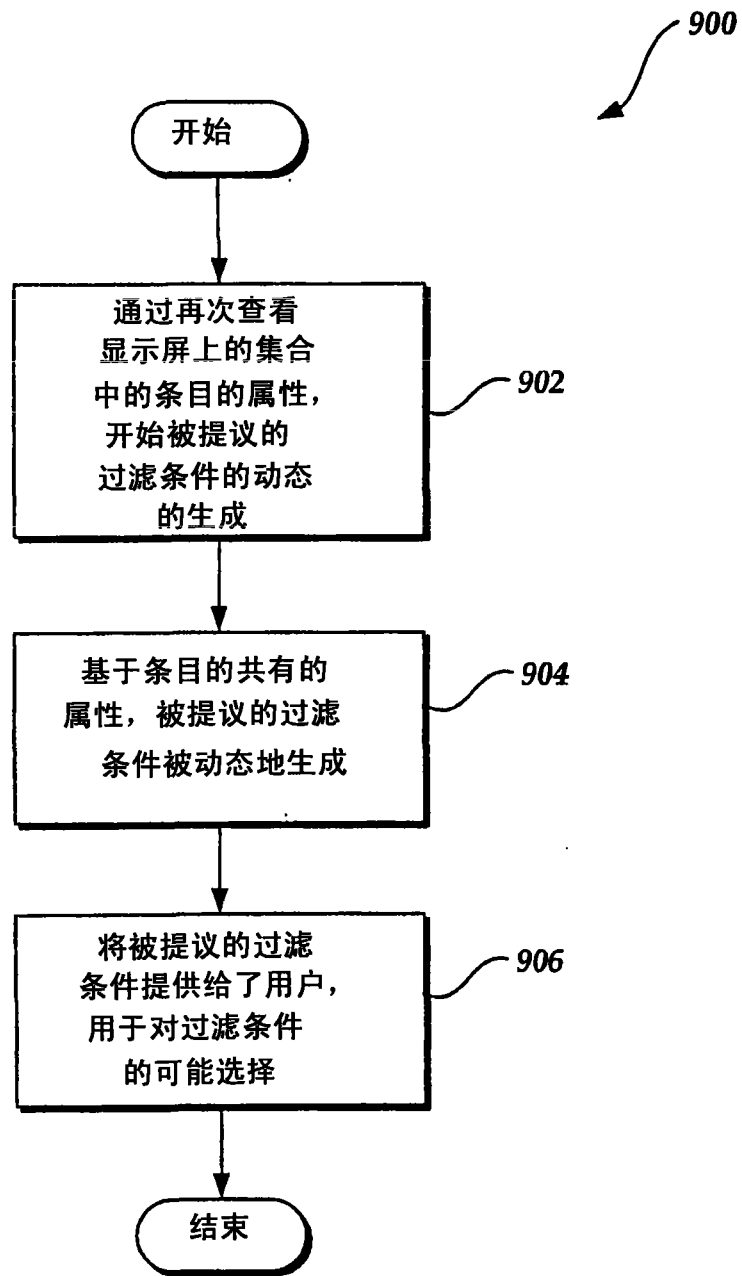 900
开始
通过再次查看
显示屏上的集合
中的条目的属性，
开始被提议的
过滤条件的动态
的生成
902
基于条目的共有的
属性，被提议的过滤
条件被动态地生成
904
将被提议的过滤
条件提供给了用户，
用于对过滤条件
的可能选择
906
结束